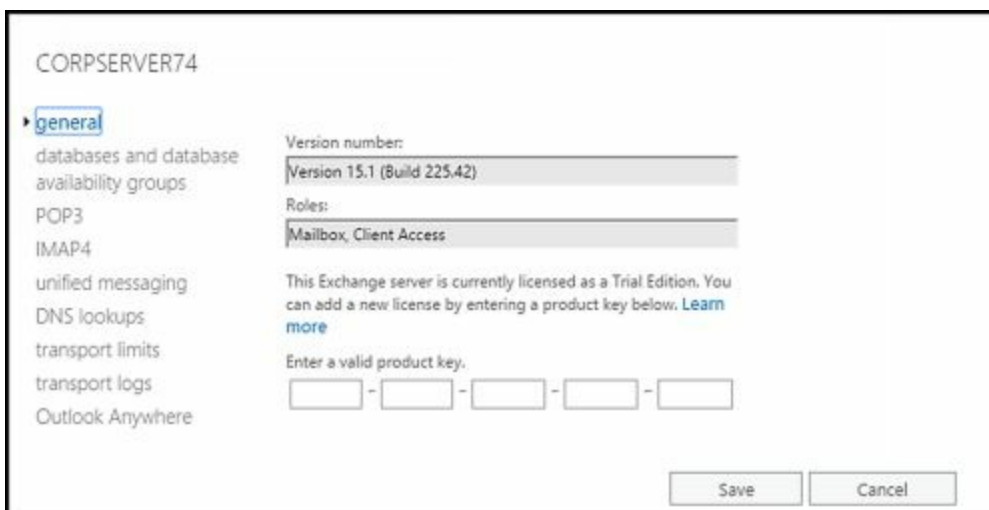 CORPSERVER74
general
databases and database
availability groups
POP3
IMAP4
unified messaging
DNS lookups
transport limits
transport logs
Outlook Anywhere
Version number:
Version 15.1 (Build 225.42)
Roles:
Mailbox, Client Access
This Exchange server is currently licensed as a Trial Edition. You
can add a new license by entering a product key below. Learn
more
Enter a valid product key.
- - - -
Save
Cancel